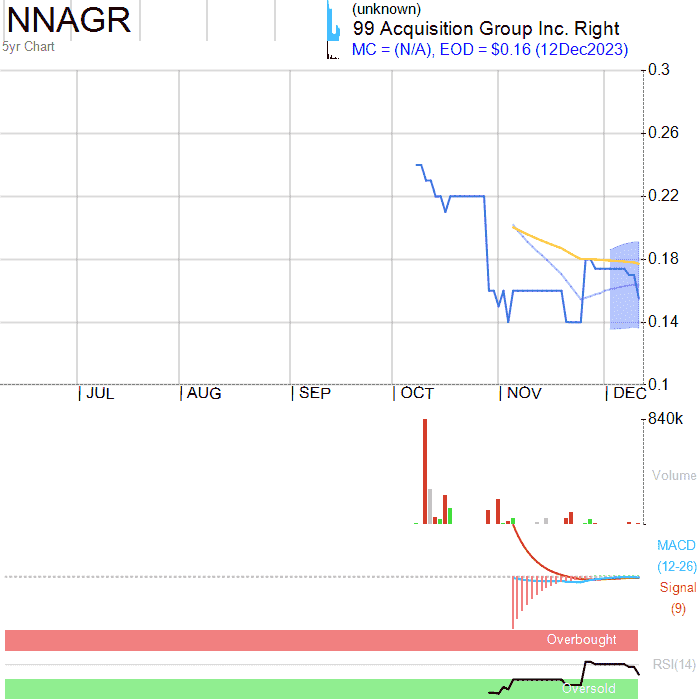 NNAGR
5yr Chart
(unknown)
99 Acquisition Group Inc. Right
MC = (N/A), EOD = $0.16 (12Dec2023)
0.3
0.26
0.22
0.18
0.14
0.1
JUL AUG SEP OCT NOV DEC
840k
Volume
MACD
(12-26)
Signal
(9)
Overbought
RSI(14)
Oversold